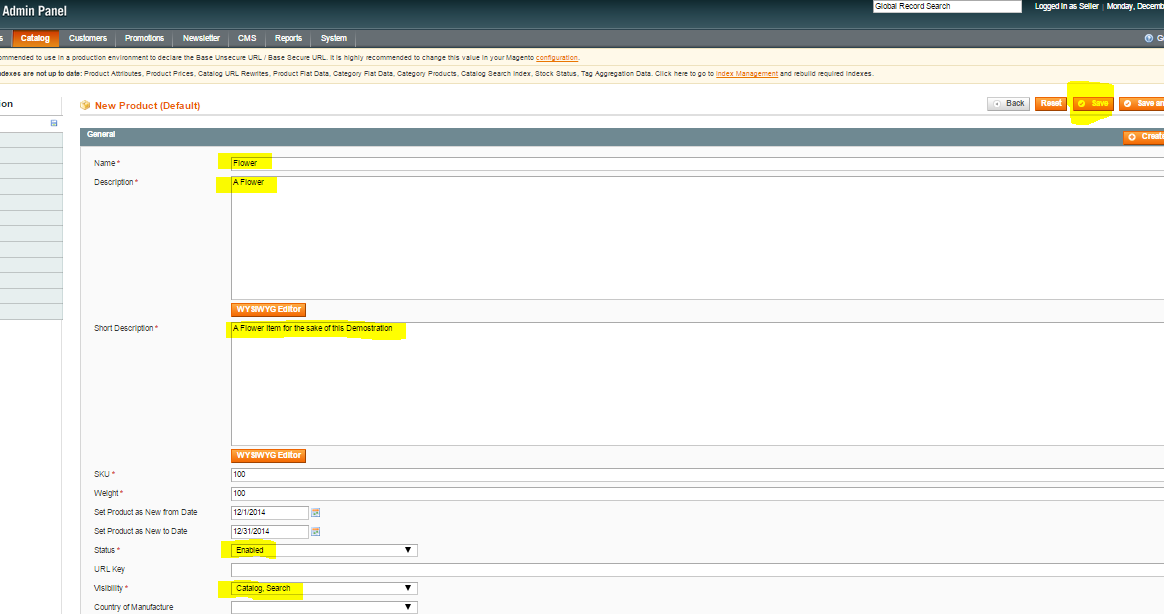 Admin Panel
Global Record Search
Logged in as Seller | Monday, Decemb
s Catalog Customers Promotions Newsletter CMS Reports System
ommended to use in a production environment to declare the Base Unsecure URL / Base Secure URL. It is highly recommended to change this value in your Magento configuration.
ndexes are not up to date: Product Attributes, Product Prices, Catalog URL Rewrites, Product Flat Data, Category Flat Data, Category Products, Catalog Search Index, Stock Status, Tag Aggregation Data. Click here to go to Index Management and rebuild required indexes.
on
New Product (Default)
Back Reset Save Save an
General
Create
Name *
Flower
Description *
A Flower
WYSIWYG Editor
Short Description *
A Flower Item for the sake of this Demostration
WYSIWYG Editor
SKU *
100
Weight *
100
Set Product as New from Date
12/1/2014
Set Product as New to Date
12/31/2014
Status *
Enabled
URL Key
Visibility *
Catalog, Search
Country of Manufacture